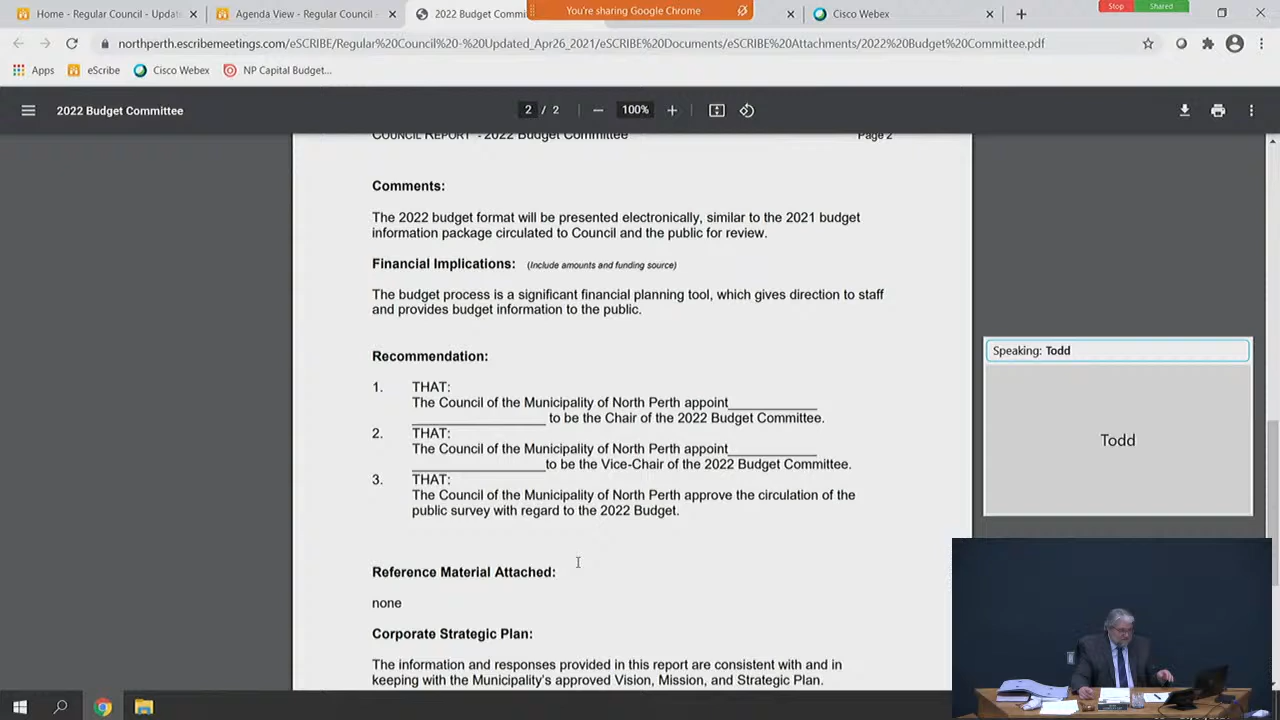 Home - Regular Council - Updat
Agenda View - Regular Council -
2022 Budget Commi
You're sharing Google Chrome
Cisco Webex
Stop
Shared
northperth.escribemeetings.com/eSCRIBE/Regular%20Council%20-%20Updated_Apr26_2021/eSCRIBE%20Documents/eSCRIBE%20Attachments/2022%20Budget%20Committee.pdf
Apps
eScribe
Cisco Webex
NP Capital Budget...
2022 Budget Committee
2 / 2
100%
COUNCIL REPORT - 2022 Budget Committee
Page 2
Comments:
The 2022 budget format will be presented electronically, similar to the 2021 budget
information package circulated to Council and the public for review.
Financial Implications: (Include amounts and funding source)
The budget process is a significant financial planning tool, which gives direction to staff
and provides budget information to the public.
Recommendation:
1. THAT:
The Council of the Municipality of North Perth appoint____________
__________________ to be the Chair of the 2022 Budget Committee.
2. THAT:
The Council of the Municipality of North Perth appoint____________
__________________to be the Vice-Chair of the 2022 Budget Committee.
3. THAT:
The Council of the Municipality of North Perth approve the circulation of the
public survey with regard to the 2022 Budget.
Reference Material Attached:
none
Corporate Strategic Plan:
The information and responses provided in this report are consistent with and in
keeping with the Municipality's approved Vision, Mission, and Strategic Plan.
Speaking: Todd
Todd